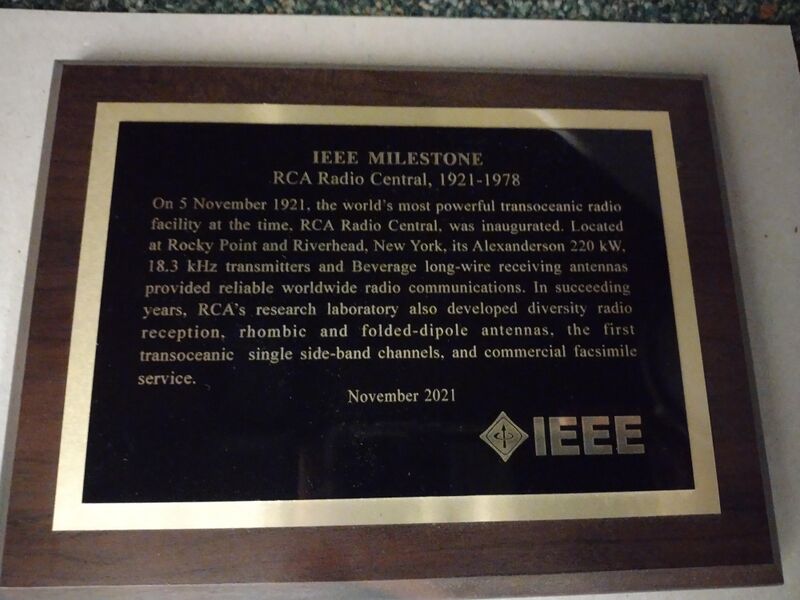 IEEE MILESTONE
RCA Radio Central, 1921-1978
On 5 November 1921, the world's most powerful transoceanic radio
facility at the time, RCA Radio Central, was inaugurated. Located
at Rocky Point and Riverhead, New York, its Alexanderson 220 kW,
18.3 kHz transmitters and Beverage long-wire receiving antennas
provided reliable worldwide radio communications. In succeeding
years, RCA's research laboratory also developed diversity radio
reception, rhombic and folded-dipole antennas, the first
transoceanic single side-band channels, and commercial facsimile
service.
November 2021
IEEE